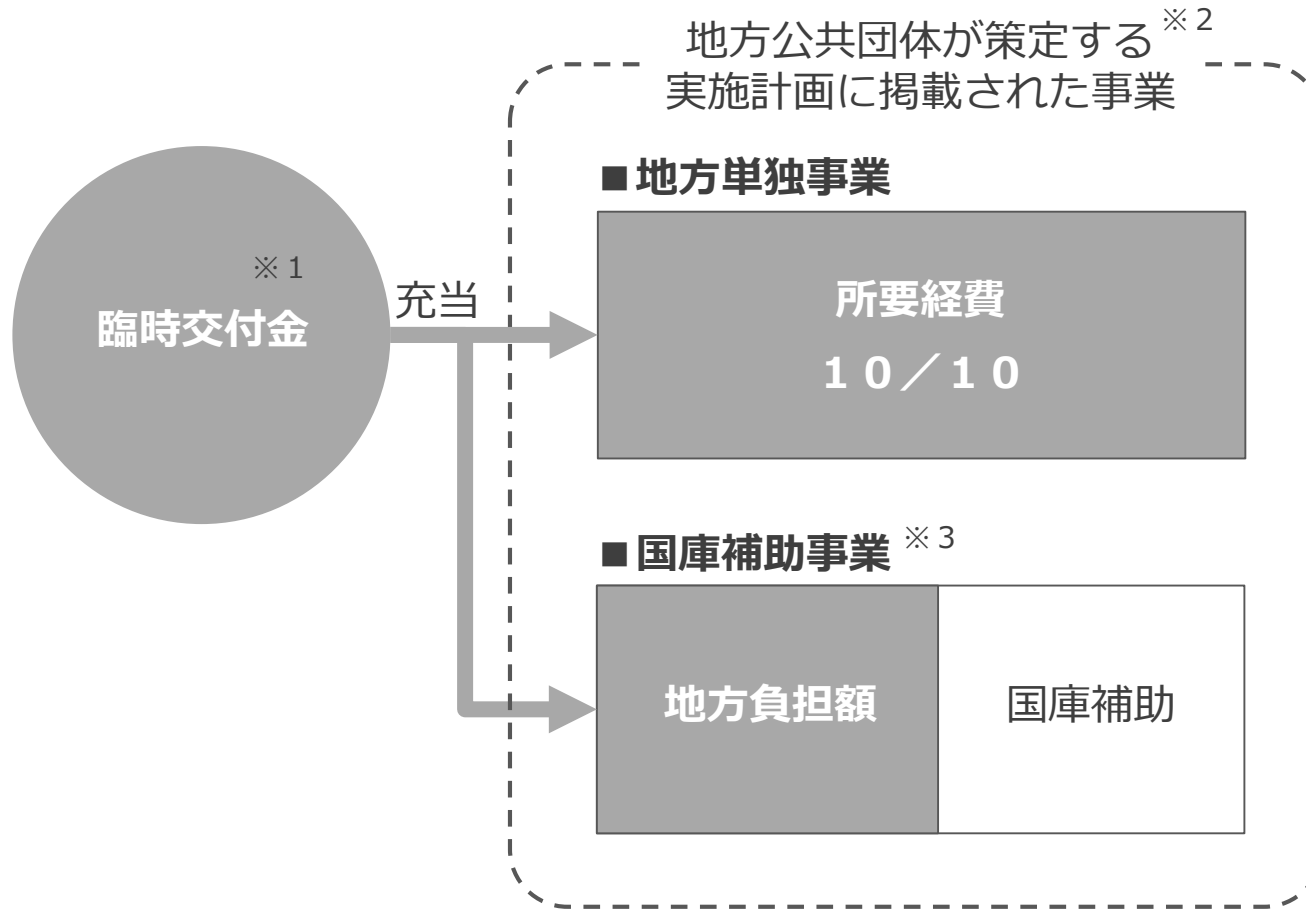 地方公共団体が策定する※2
実施計画に掲載された事業
■地方単独事業
※1
臨時交付金
充当
所要経費
10／10
■国庫補助事業※3
地方負担額
国庫補助